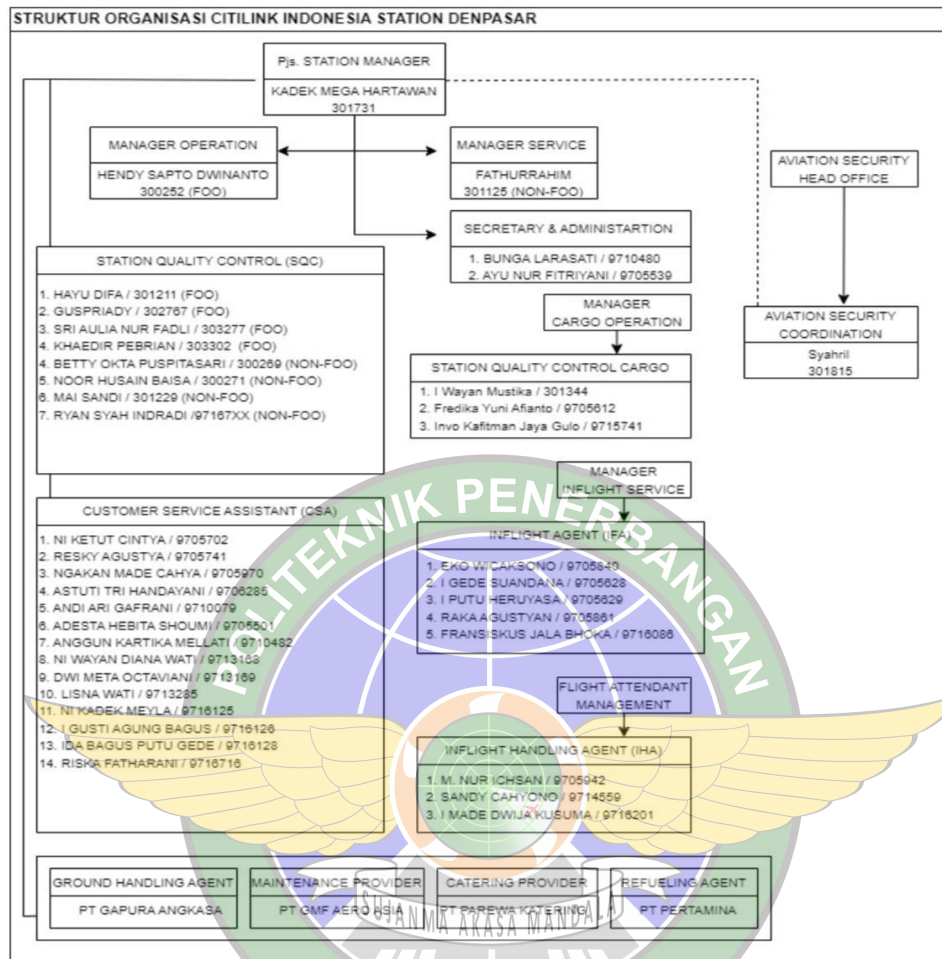 STRUKTUR ORGANISASI CITILINK INDONESIA STATION DENPASAR
Pjs. STATION MANAGER
KADEK MEGA HARTAWAN
301731
MANAGER OPERATION
HENDY SAPTO DWINANTO
300252 (FOO)
MANAGER SERVICE
FATHURRAHIM
301125 (NON-FOO)
AVIATION SECURITY
HEAD OFFICE
SECRETARY & ADMINISTARTION
1. BUNGA LARASATI / 9710480
2. AYU NUR FITRIYANI / 9705539
STATION QUALITY CONTROL (SQC)
1. HAYU DIFA / 301211 (FOO)
2. GUSPRIADY / 302767 (FOO)
3. SRI AULIA NUR FADLI / 303277 (FOO)
4. KHAEDIR PEBRIAN / 303302 (FOO)
4. BETTY OKTA PUSPITASARI / 300269 (NON-FOO)
5. NOOR HUSAIN BAISA / 300271 (NON-FOO)
6. MAI SANDI / 301229 (NON-FOO)
7. RYAN SYAH INDRADI /97167XX (NON-FOO)
MANAGER
CARGO OPERATION
AVIATION SECURITY
COORDINATION
Syahril
301815
STATION QUALITY CONTROL CARGO
1. I Wayan Mustika / 301344
2. Fredika Yuni Afianto / 9705612
3. Invo Kafitman Jaya Gulo / 9715741
MANAGER
INFLIGHT SERVICE
CUSTOMER SERVICE ASSISTANT (CSA)
1. NI KETUT CINTYA / 9705702
2. RESKY AGUSTYA / 9705741
3. NGAKAN MADE CAHYA / 9705970
4. ASTUTI TRI HANDAYANI / 9706285
5. ANDI ARI GAFRANI / 9710079
6. ADESTA HEBITA SHOUMI / 9705501
7. ANGGUN KARTIKA MELLATI / 9710482
8. NI WAYAN DIANA WATI / 9713168
9. DWI META OCTAVIANI / 9713169
10. LISNA WATI / 9713285
11. NI KADEK MEYLA / 9716125
12. I GUSTI AGUNG BAGUS / 9716126
13. IDA BAGUS PUTU GEDE / 9716128
14. RISKA FATHARANI / 9716716
INFLIGHT AGENT (IFA)
1. EKO WICAKSONO / 9705840
2. I GEDE SUANDANA / 9705628
3. I PUTU HERUYASA / 9705629
4. RAKA AGUSTYAN / 9705861
5. FRANSISKUS JALA BHOKA / 9716086
FLIGHT ATTENDANT
MANAGEMENT
INFLIGHT HANDLING AGENT (IHA)
1. M. NUR ICHSAN / 9705942
2. SANDY CAHYONO / 9714559
3. I MADE DWIJA KUSUMA / 9716201
GROUND HANDLING AGENT
PT GAPURA ANGKASA
MAINTENANCE PROVIDER
PT GMF AERO ASIA
CATERING PROVIDER
PT PAREWA KATERING
REFUELING AGENT
PT PERTAMINA
POLITEKNIK PENERBANGAN
SUJANMA AKASA MANDALA